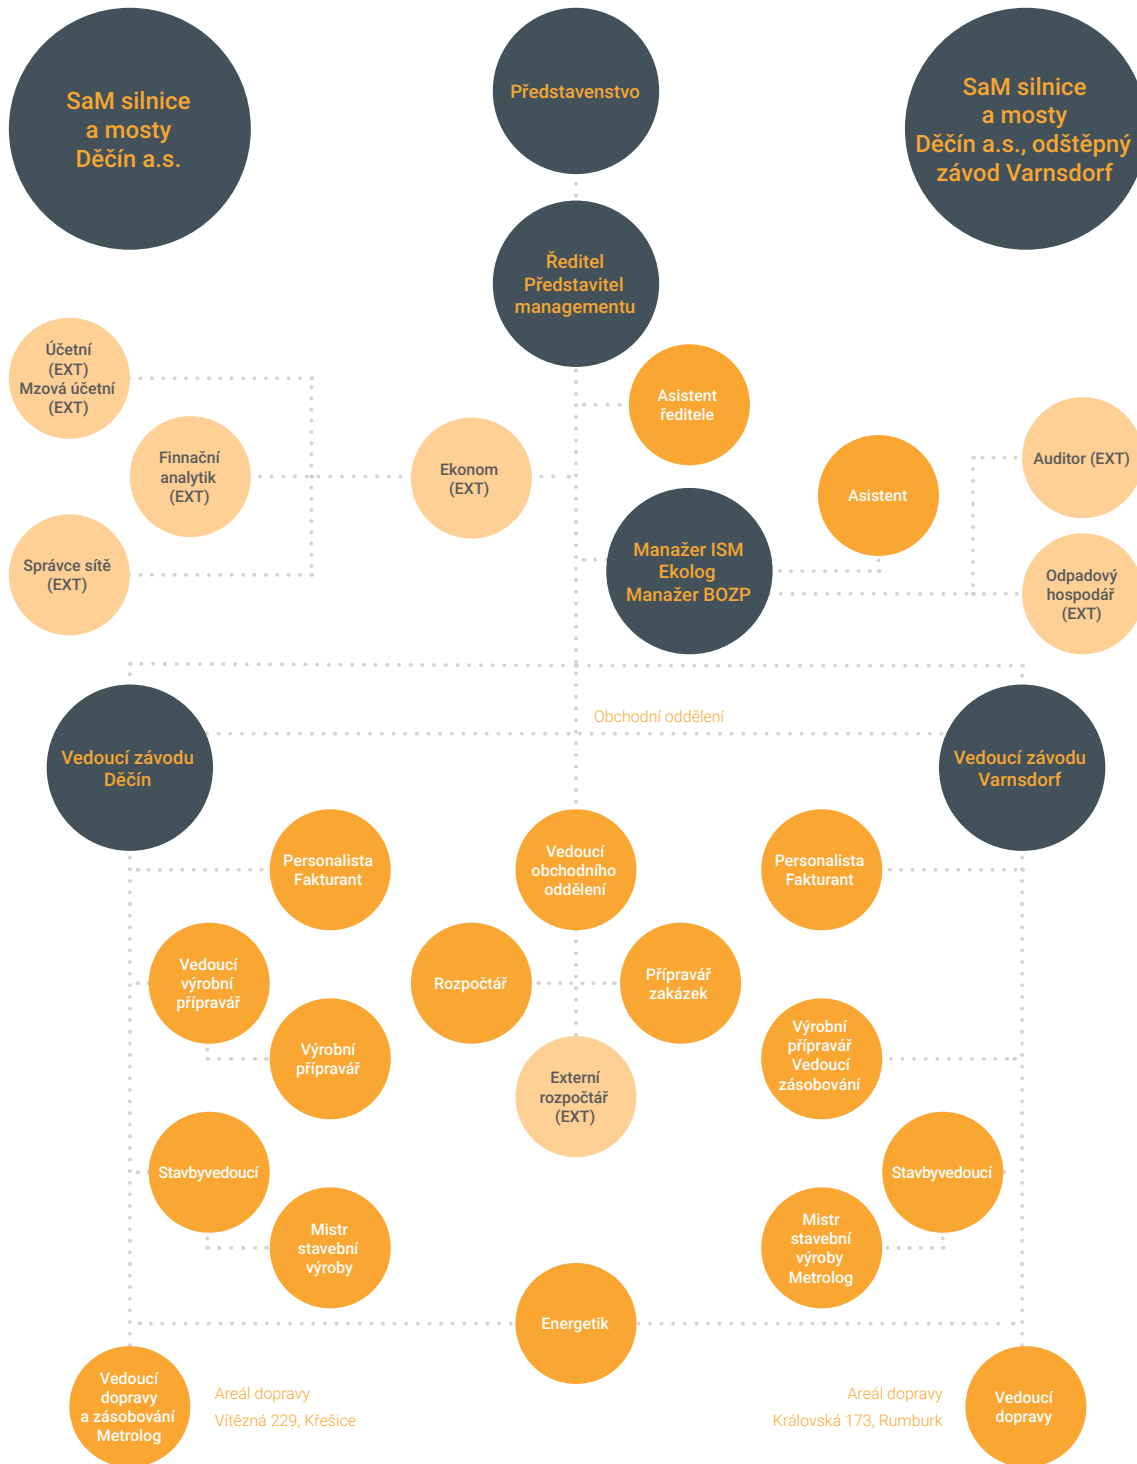 SaM silnice
a mosty
Děčín a.s.
Představenstvo
SaM silnice
a mosty
Děčín a.s., odštěpný
závod Varnsdorf
Ředitel
Představitel
managementu
Účetní
(EXT)
Mzová účetní
(EXT)
Asistent
ředitele
Finnační
analytik
(EXT)
Ekonom
(EXT)
Asistent
Auditor (EXT)
Správce sítě
(EXT)
Manažer ISM
Ekolog
Manažer BOZP
Odpadový
hospodář
(EXT)
Obchodní oddělení
Vedoucí závodu
Děčín
Vedoucí závodu
Varnsdorf
Personalista
Fakturant
Vedoucí
obchodního
oddělení
Personalista
Fakturant
Vedoucí
výrobní
přípravář
Rozpočtář
Přípravář
zakázek
Výrobní
přípravář
Externí
rozpočtář
(EXT)
Výrobní
přípravář
Vedoucí
zásobování
Stavbyvedoucí
Stavbyvedoucí
Mistr
stavební
výroby
Mistr
stavební
výroby
Metrolog
Energetik
Vedoucí
dopravy
a zásobování
Metrolog
Areál dopravy
Vítězná 229, Křešice
Areál dopravy
Královská 173, Rumburk
Vedoucí
dopravy